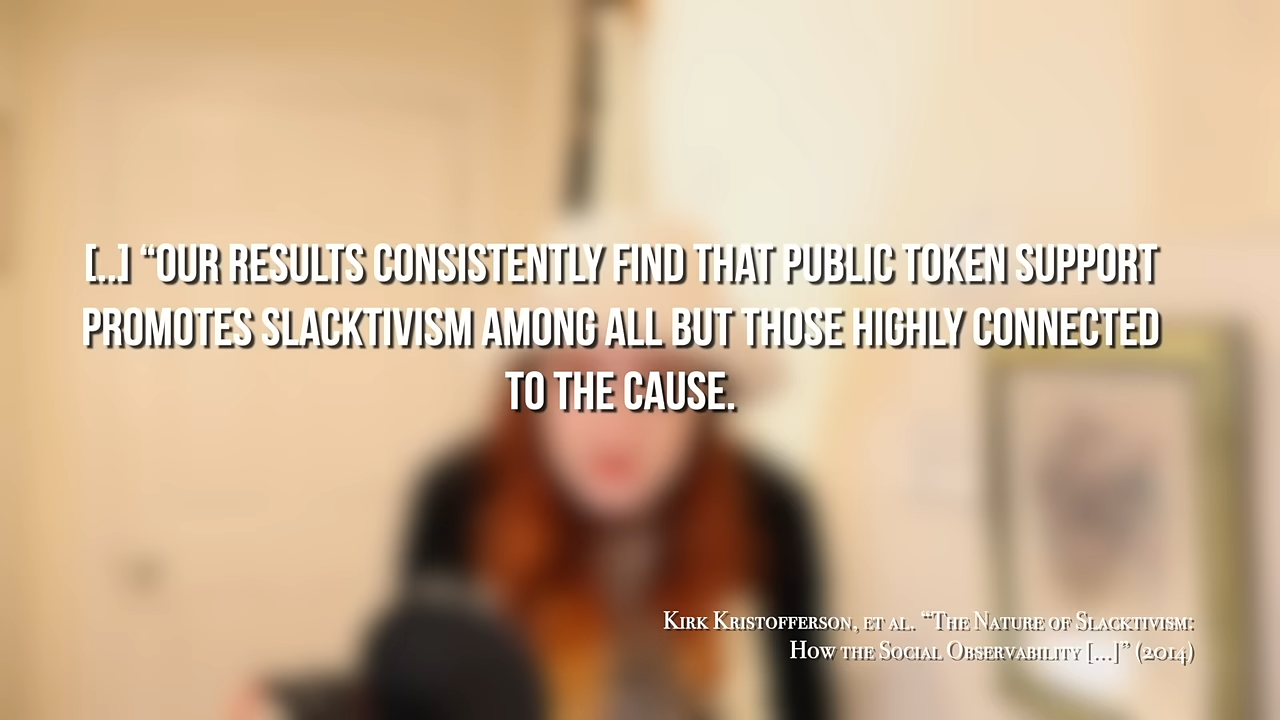 [...] “OUR RESULTS CONSISTENTLY FIND THAT PUBLIC TOKEN SUPPORT
PROMOTES SLACKTIVISM AMONG ALL BUT THOSE HIGHLY CONNECTED
TO THE CAUSE.
Kirk Kristofferson, et al. “The Nature of Slacktivism:
How the Social Observability [...]” (2014)